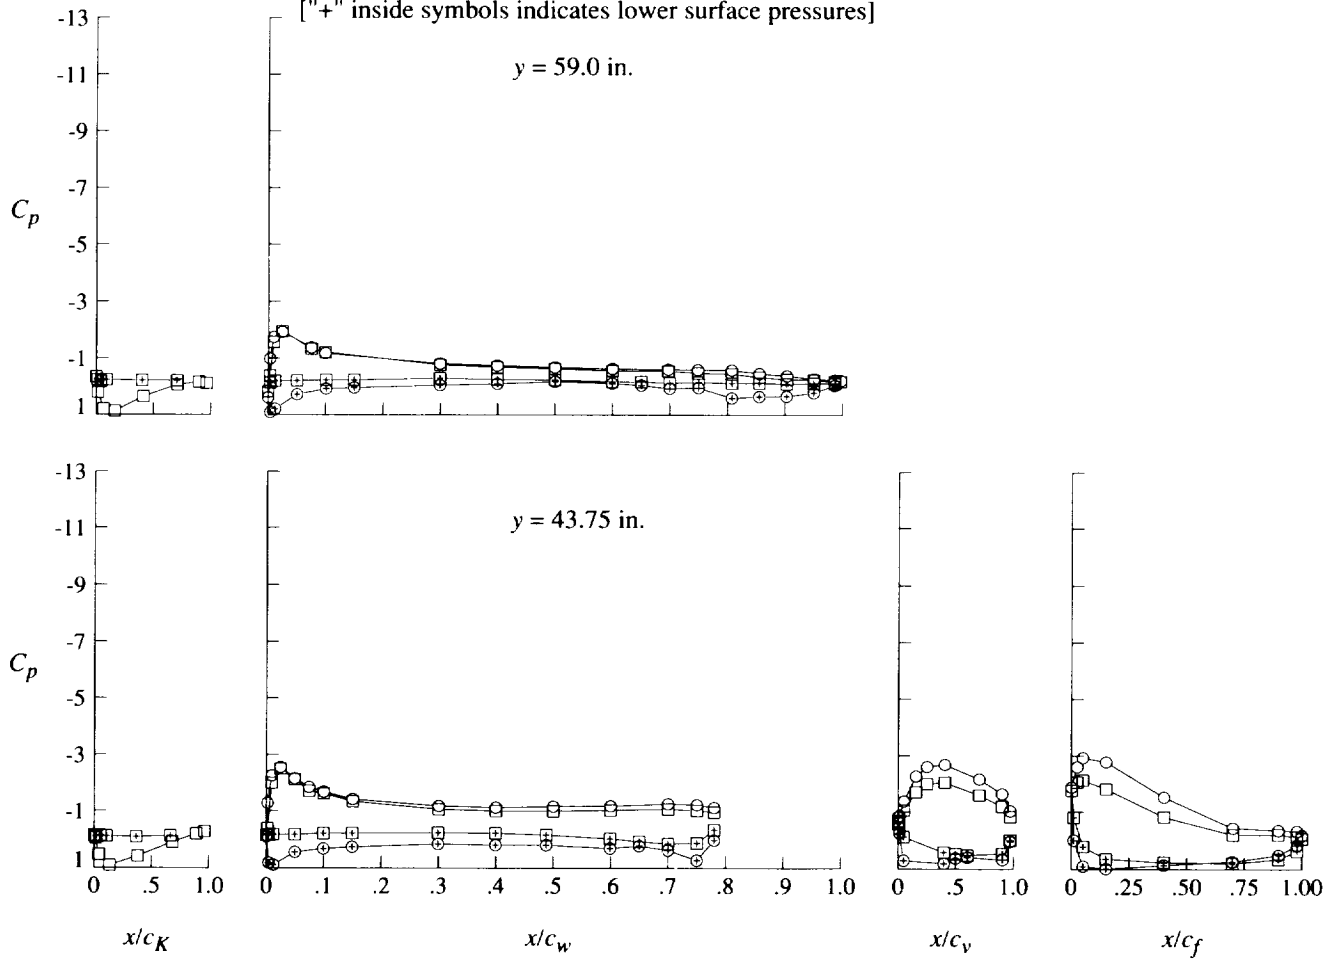 ["+" inside symbols indicates lower surface pressures]
y = 59.0 in.
-13
-11
-9
-7
-5
-3
-1
1
C_p
y = 43.75 in.
-13
-11
-9
-7
-5
-3
-1
1
C_p
0 .5 1.0
0 .1 .2 .3 .4 .5 .6 .7 .8 .9 1.0
0 .5 1.0
0 .25 .50 .75 1.00
x/c_K
x/c_w
x/c_v
x/c_f